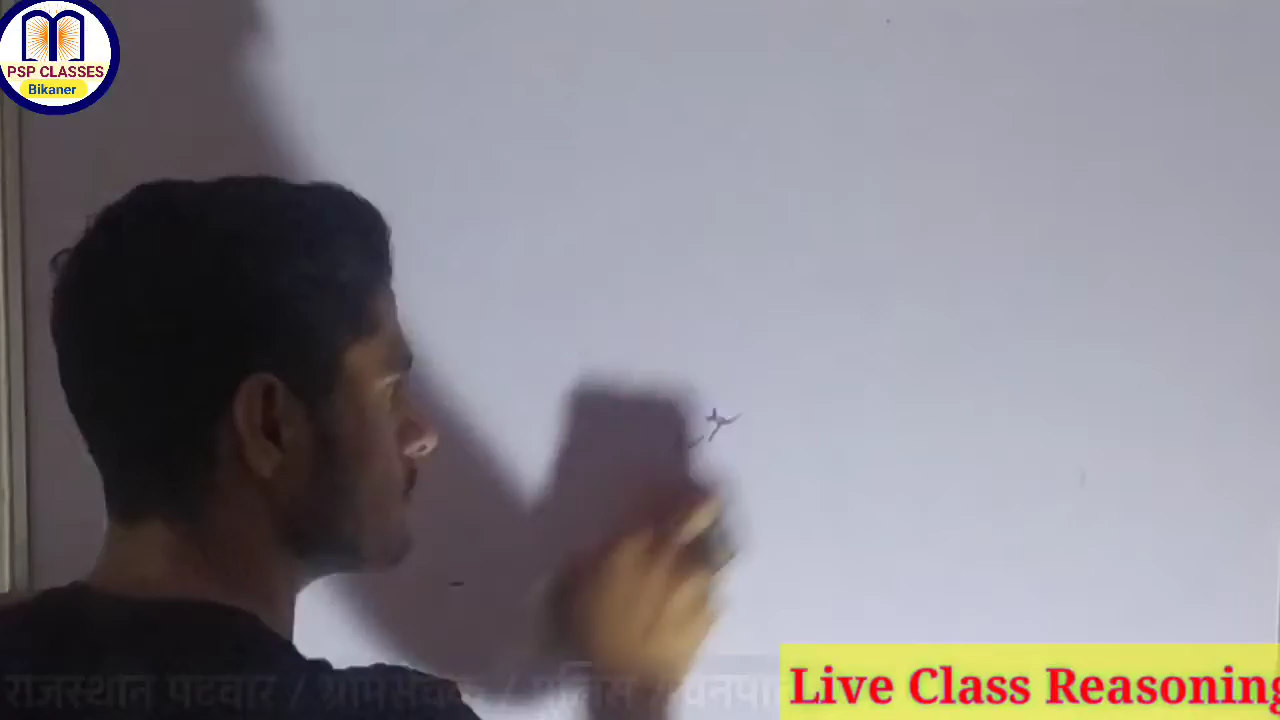 PSP CLASSES
Bikaner
राजस्थान पटवार / ग्रामसेवक / पुलिस
Live Class Reasoning